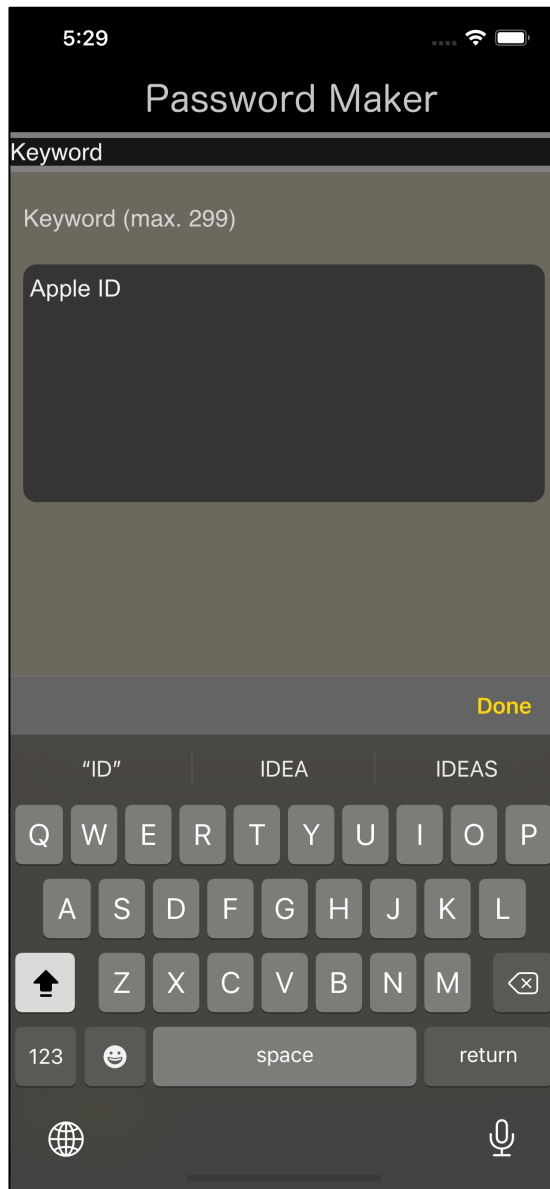 5:29
Password Maker
Keyword
Keyword (max. 299)
Apple ID
Done
“ID” IDEA IDEAS
Q W E R T Y U I O P
A S D F G H J K L
Z X C V B N M
123 space return